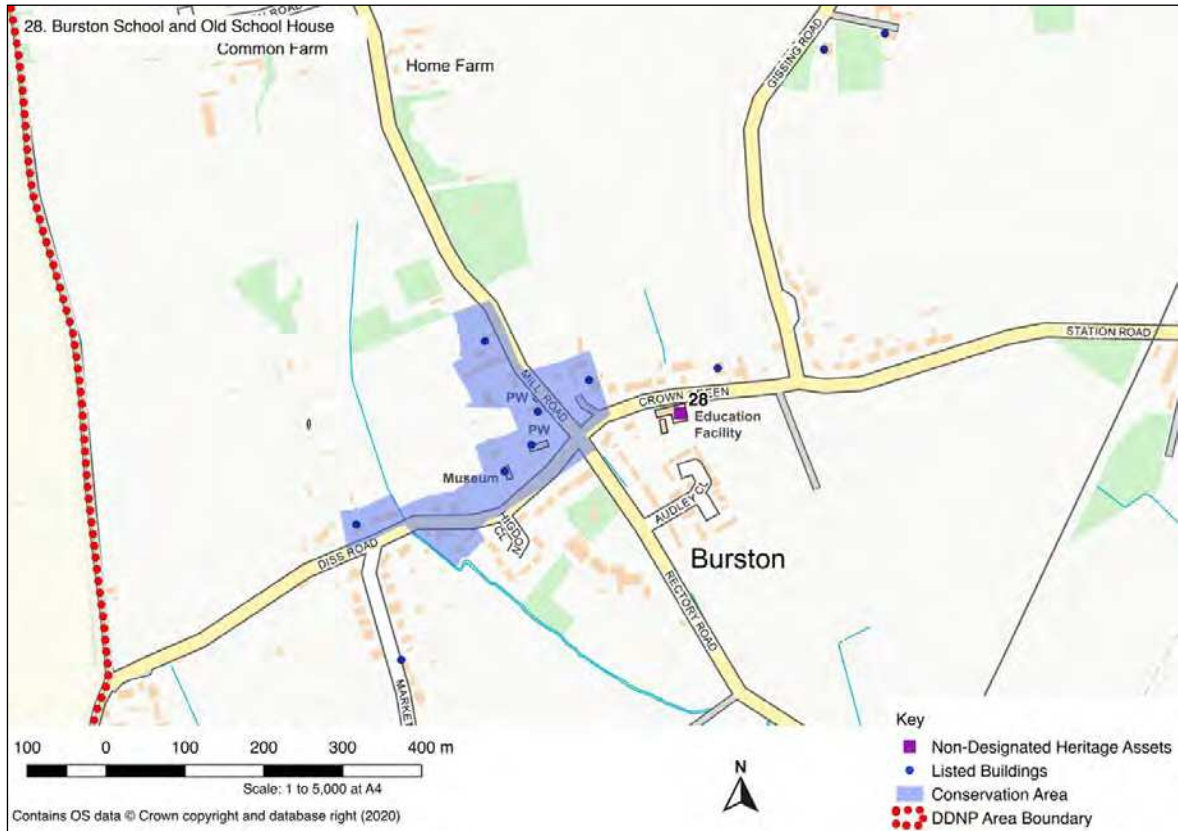 28. Burston School and Old School House
Common Farm
Home Farm
GISSING ROAD
STATION ROAD
MILL ROAD
CROWN GREEN
28
Education
Facility
PW
PW
Museum
HIGDON
CL
AUDLEY CL
Burston
DISS ROAD
RECTORY ROAD
MARKET
Key
Non-Designated Heritage Assets
Listed Buildings
Conservation Area
DDNP Area Boundary
100 0 100 200 300 400 m
Scale: 1 to 5,000 at A4
N
Contains OS data © Crown copyright and database right (2020)